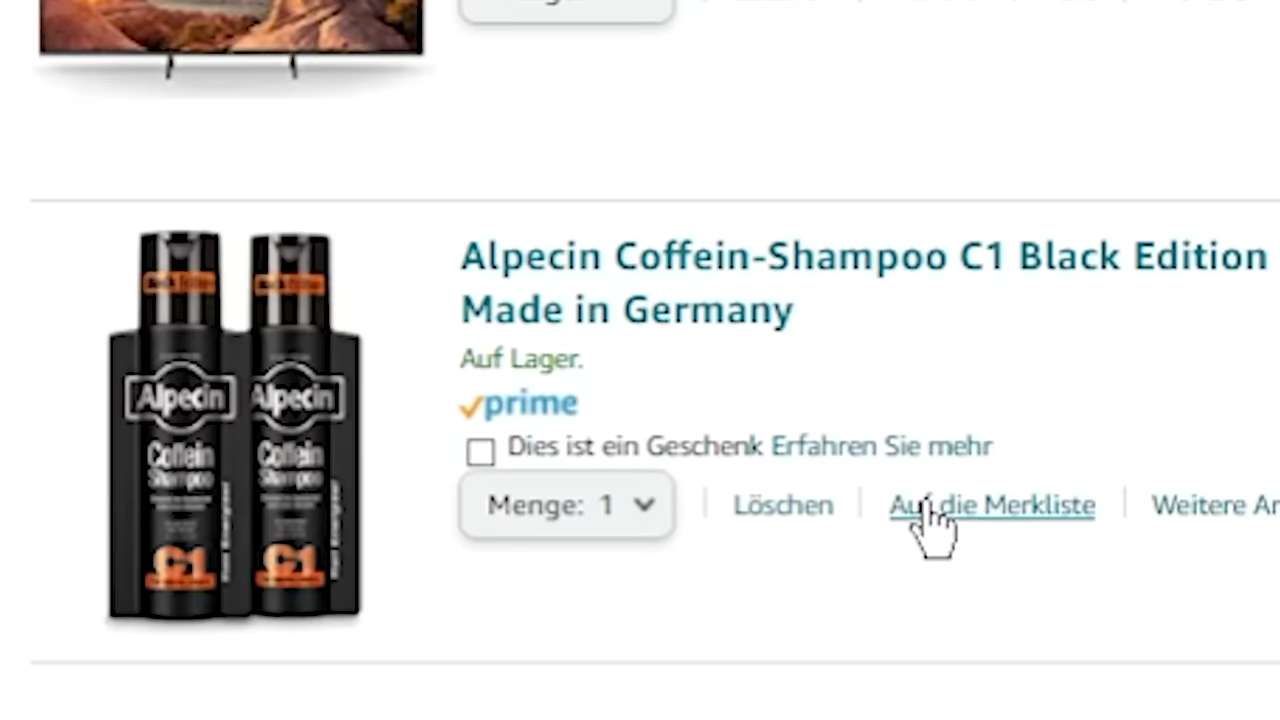 Alpecin Coffein-Shampoo C1 Black Edition
Made in Germany
Auf Lager.
prime
Dies ist ein Geschenk Erfahren Sie mehr
Menge: 1
Löschen
Auf die Merkliste
Weitere
Alpecin
Coffein
Shampoo
C1
Alpecin
Coffein
Shampoo
C1